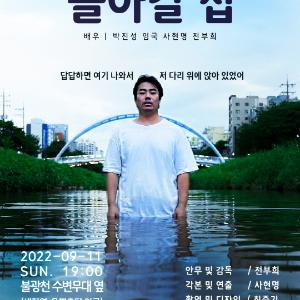 돌아갈 집
배우 | 박진성 임국 사현명 전부희
답답하면 여기 나와서 저 다리 위에 앉아 있었어
2022-09-11
SUN. 19:00
불광천 수변무대 옆
안무 및 감독 / 전부희
각본 및 연출 / 사현명